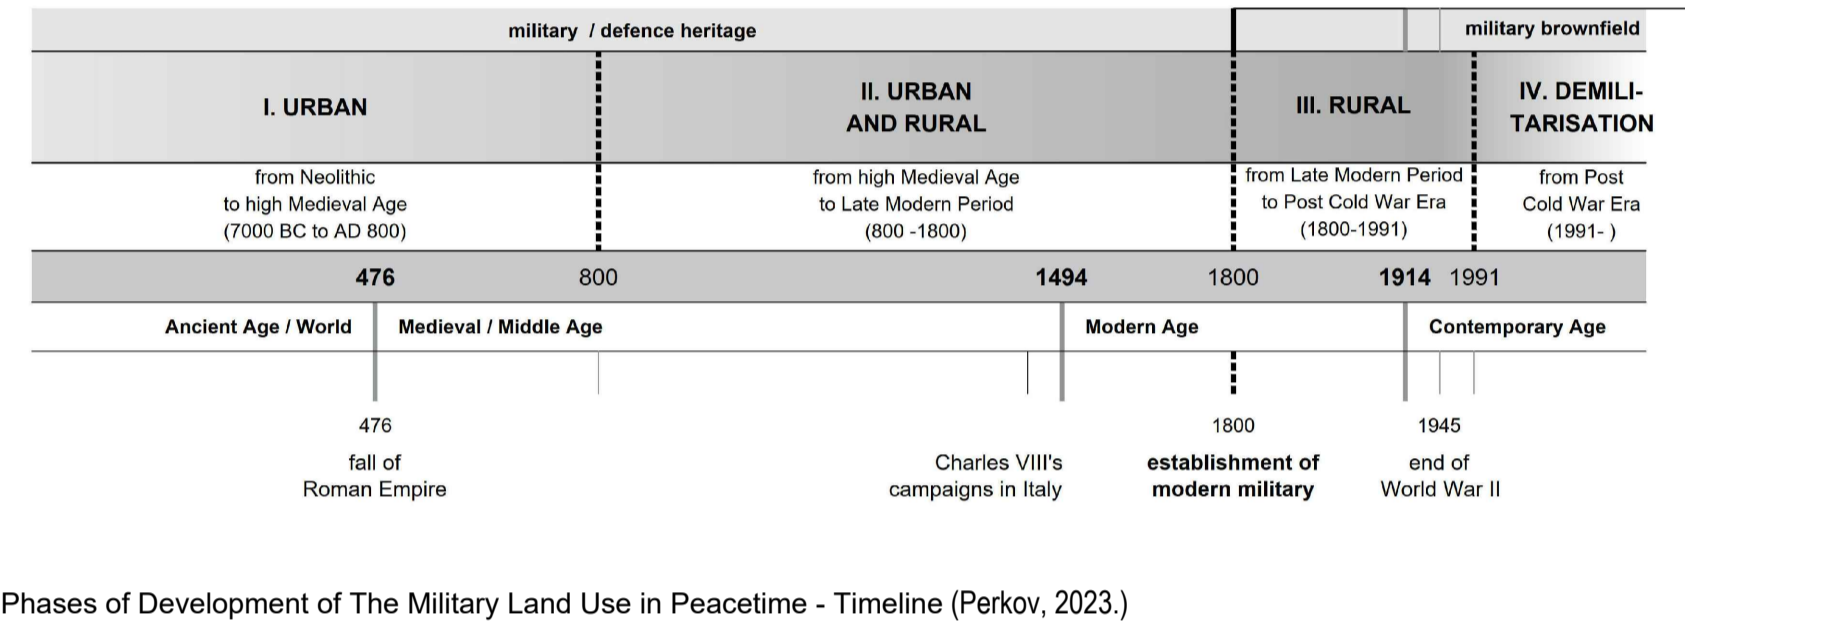 military / defence heritage
military brownfield
I. URBAN
II. URBAN
AND RURAL
III. RURAL
IV. DEMILI-
TARISATION
from Neolithic
to high Medieval Age
(7000 BC to AD 800)
from high Medieval Age
to Late Modern Period
(800 -1800)
from Late Modern Period
to Post Cold War Era
(1800-1991)
from Post
Cold War Era
(1991- )
476
800
1494
1800
1914
1991
Ancient Age / World
Medieval / Middle Age
Modern Age
Contemporary Age
476
fall of
Roman Empire
Charles VIII's
campaigns in Italy
1800
establishment of
modern military
1945
end of
World War II
Phases of Development of The Military Land Use in Peacetime - Timeline (Perkov, 2023.)